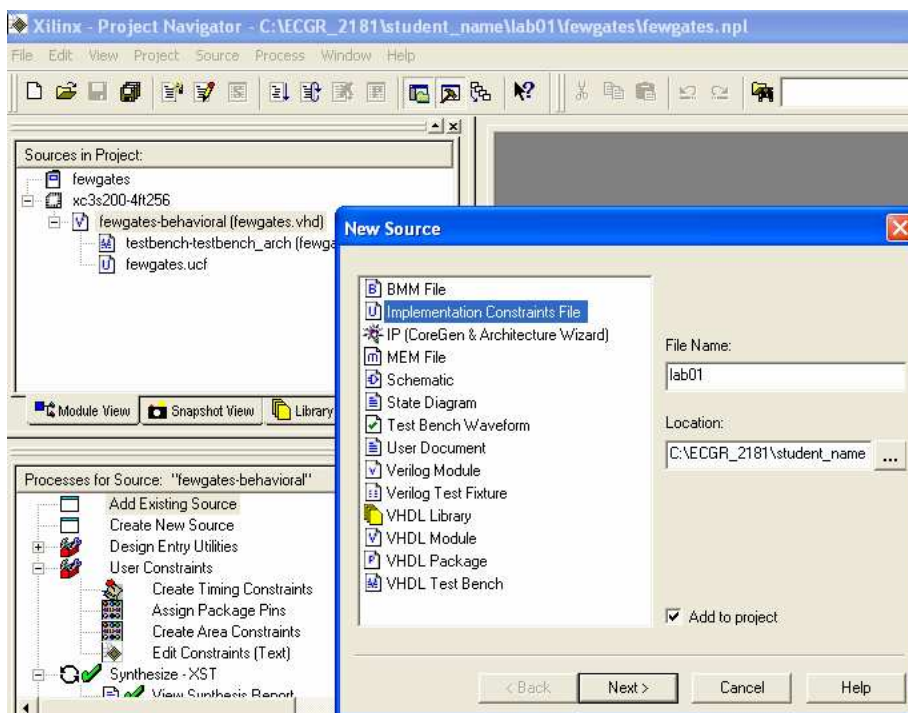 Xilinx - Project Navigator - C:\ECGR_2181\student_name\lab01\fewgates\fewgates.npl
File Edit View Project Source Process Window Help
Sources in Project:
fewgates
xc3s200-4ft256
fewgates-behavioral (fewgates.vhd)
testbench-testbench_arch (fewga
fewgates.ucf
Module View Snapshot View Library
Processes for Source: "fewgates-behavioral"
Add Existing Source
Create New Source
Design Entry Utilities
User Constraints
Create Timing Constraints
Assign Package Pins
Create Area Constraints
Edit Constraints (Text)
Synthesize - XST
View Synthesis Report
New Source
BMM File
Implementation Constraints File
IP (CoreGen & Architecture Wizard)
MEM File
Schematic
State Diagram
Test Bench Waveform
User Document
Verilog Module
Verilog Test Fixture
VHDL Library
VHDL Module
VHDL Package
VHDL Test Bench
File Name:
lab01
Location:
C:\ECGR_2181\student_name
...
Add to project
< Back Next > Cancel Help